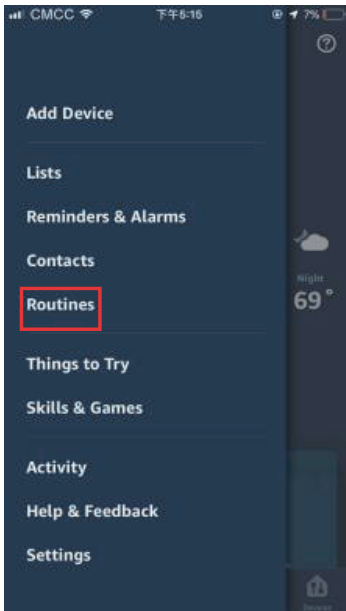 CMCC 下午5:15 7%
Add Device
Lists
Reminders & Alarms
Contacts
Routines
Night
69°
Things to Try
Skills & Games
Activity
Help & Feedback
Settings